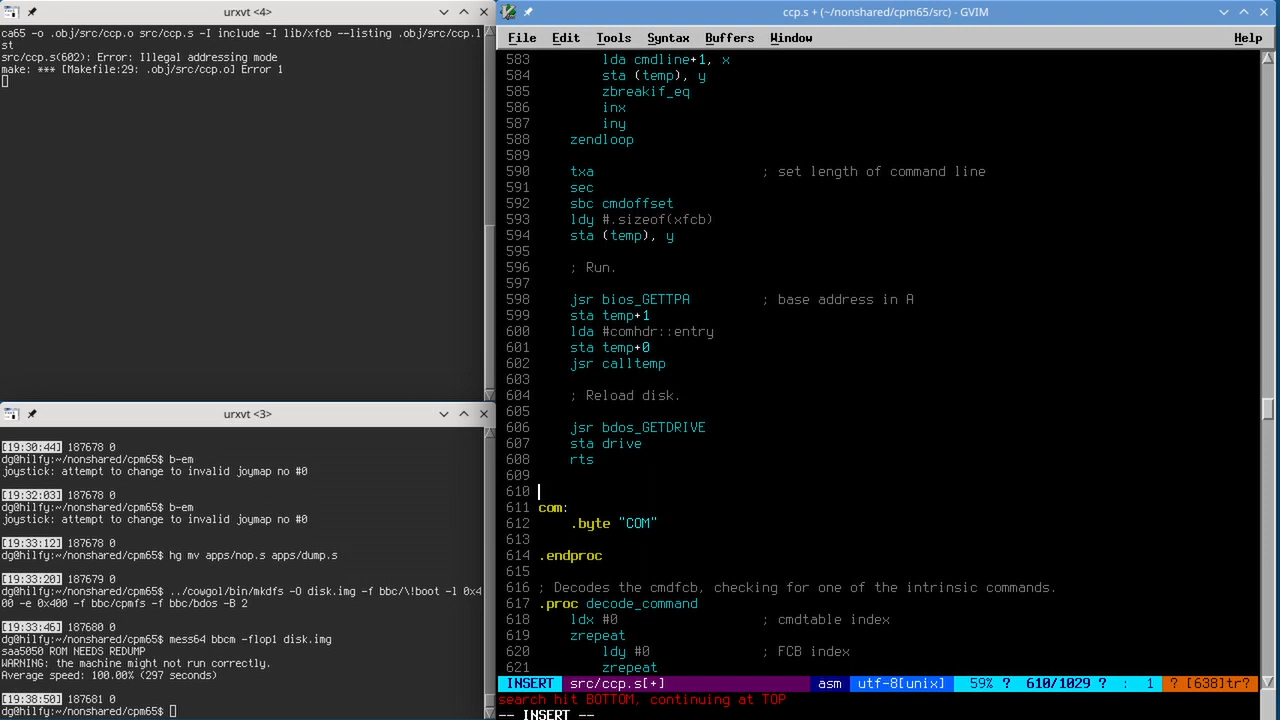 urxvt <4>
ca65 -o .obj/src/ccp.o src/ccp.s -I include -I lib/xfcb --listing .obj/src/ccp.l
st
src/ccp.s(602): Error: Illegal addressing mode
make: *** [Makefile:29: .obj/src/ccp.o] Error 1
urxvt <3>
[19:30:44] 187678 0
dg@hilfy:~/nonshared/cpm65$ b-em
joystick: attempt to change to invalid joymap no #0
[19:32:03] 187678 0
dg@hilfy:~/nonshared/cpm65$ b-em
joystick: attempt to change to invalid joymap no #0
[19:33:12] 187678 0
dg@hilfy:~/nonshared/cpm65$ hg mv apps/nop.s apps/dump.s
[19:33:20] 187679 0
dg@hilfy:~/nonshared/cpm65$ ../cowgol/bin/mkdfs -O disk.img -f bbc/\!boot -l 0x4
00 -e 0x400 -f bbc/cpmfs -f bbc/bdos -B 2
[19:33:46] 187680 0
dg@hilfy:~/nonshared/cpm65$ mess64 bbcm -flop1 disk.img
saa5050 ROM NEEDS REDUMP
WARNING: the machine might not run correctly.
Average speed: 100.00% (297 seconds)
[19:38:50] 187681 0
dg@hilfy:~/nonshared/cpm65$
ccp.s + (~/nonshared/cpm65/src) - GVIM
File Edit Tools Syntax Buffers Window Help
583 lda cmdline+1, x
584 sta (temp), y
585 zbreakif_eq
586 inx
587 iny
588 zendloop
589
590 txa ; set length of command line
591 sec
592 sbc cmdoffset
593 ldy #.sizeof(xfcb)
594 sta (temp), y
595
596 ; Run.
597
598 jsr bios_GETTPA ; base address in A
599 sta temp+1
600 lda #comhdr::entry
601 sta temp+0
602 jsr calltemp
603
604 ; Reload disk.
605
606 jsr bdos_GETDRIVE
607 sta drive
608 rts
609
610
611 com:
612 .byte "COM"
613
614 .endproc
615
616 ; Decodes the cmdfcb, checking for one of the intrinsic commands.
617 .proc decode_command
618 ldx #0 ; cmdtable index
619 zrepeat
620 ldy #0 ; FCB index
621 zrepeat
INSERT src/ccp.s[+] asm utf-8[unix] 59% ? 610/1029 ? : 1 ? [638]tr?
search hit BOTTOM, continuing at TOP
-- INSERT --